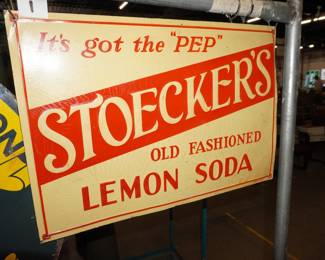 It's got the "PEP"
STOECKER'S
OLD FASHIONED
LEMON SODA